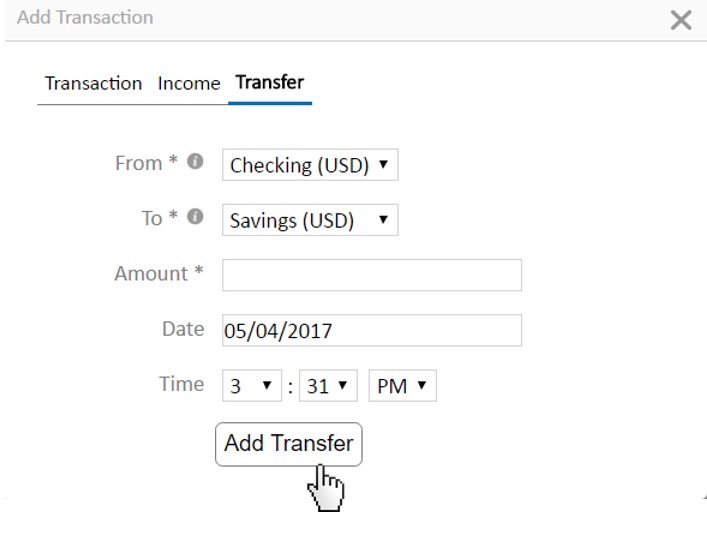 Add Transaction
Transaction Income Transfer
From * Checking (USD)
To * Savings (USD)
Amount *
Date 05/04/2017
Time 3 : 31 PM
Add Transfer